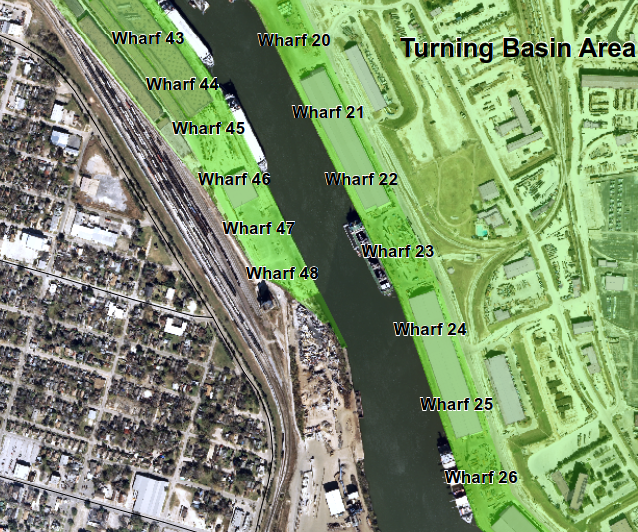 Wharf 43
Wharf 20
Turning Basin Area
Wharf 44
Wharf 21
Wharf 45
Wharf 46
Wharf 22
Wharf 47
Wharf 23
Wharf 48
Wharf 24
Wharf 25
Wharf 26